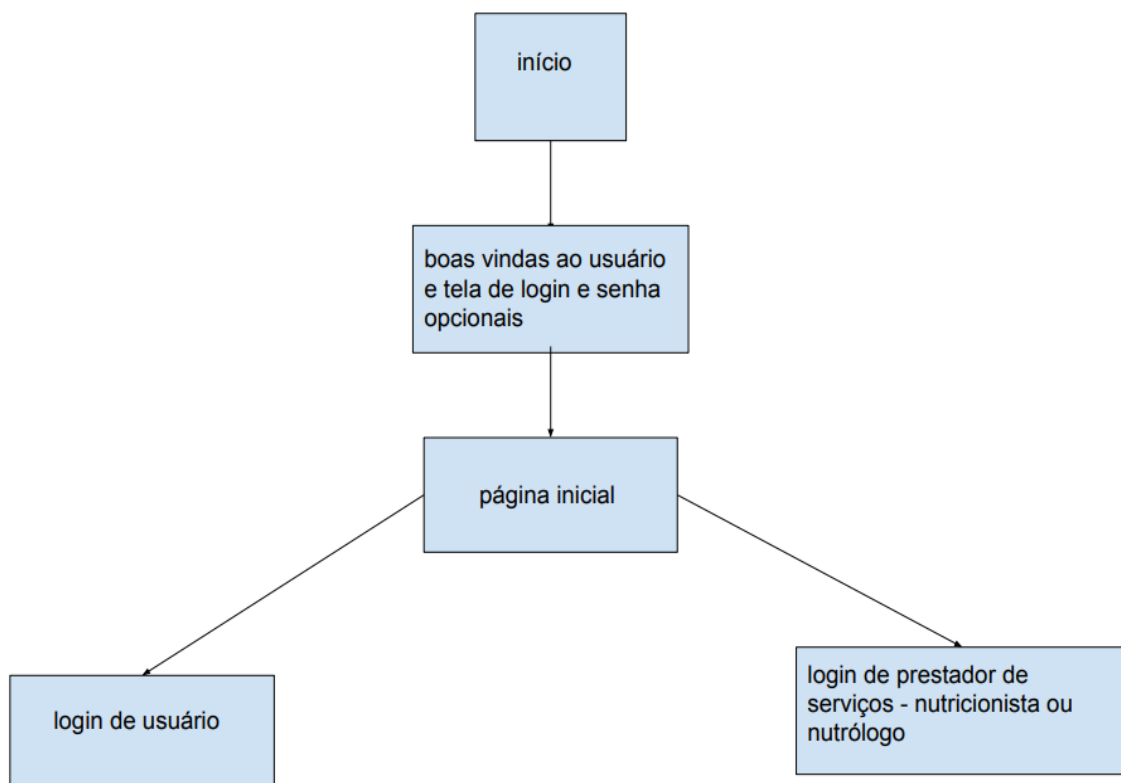 início
boas vindas ao usuário
e tela de login e senha
opcionais
página inicial
login de usuário
login de prestador de
serviços - nutricionista ou
nutrólogo